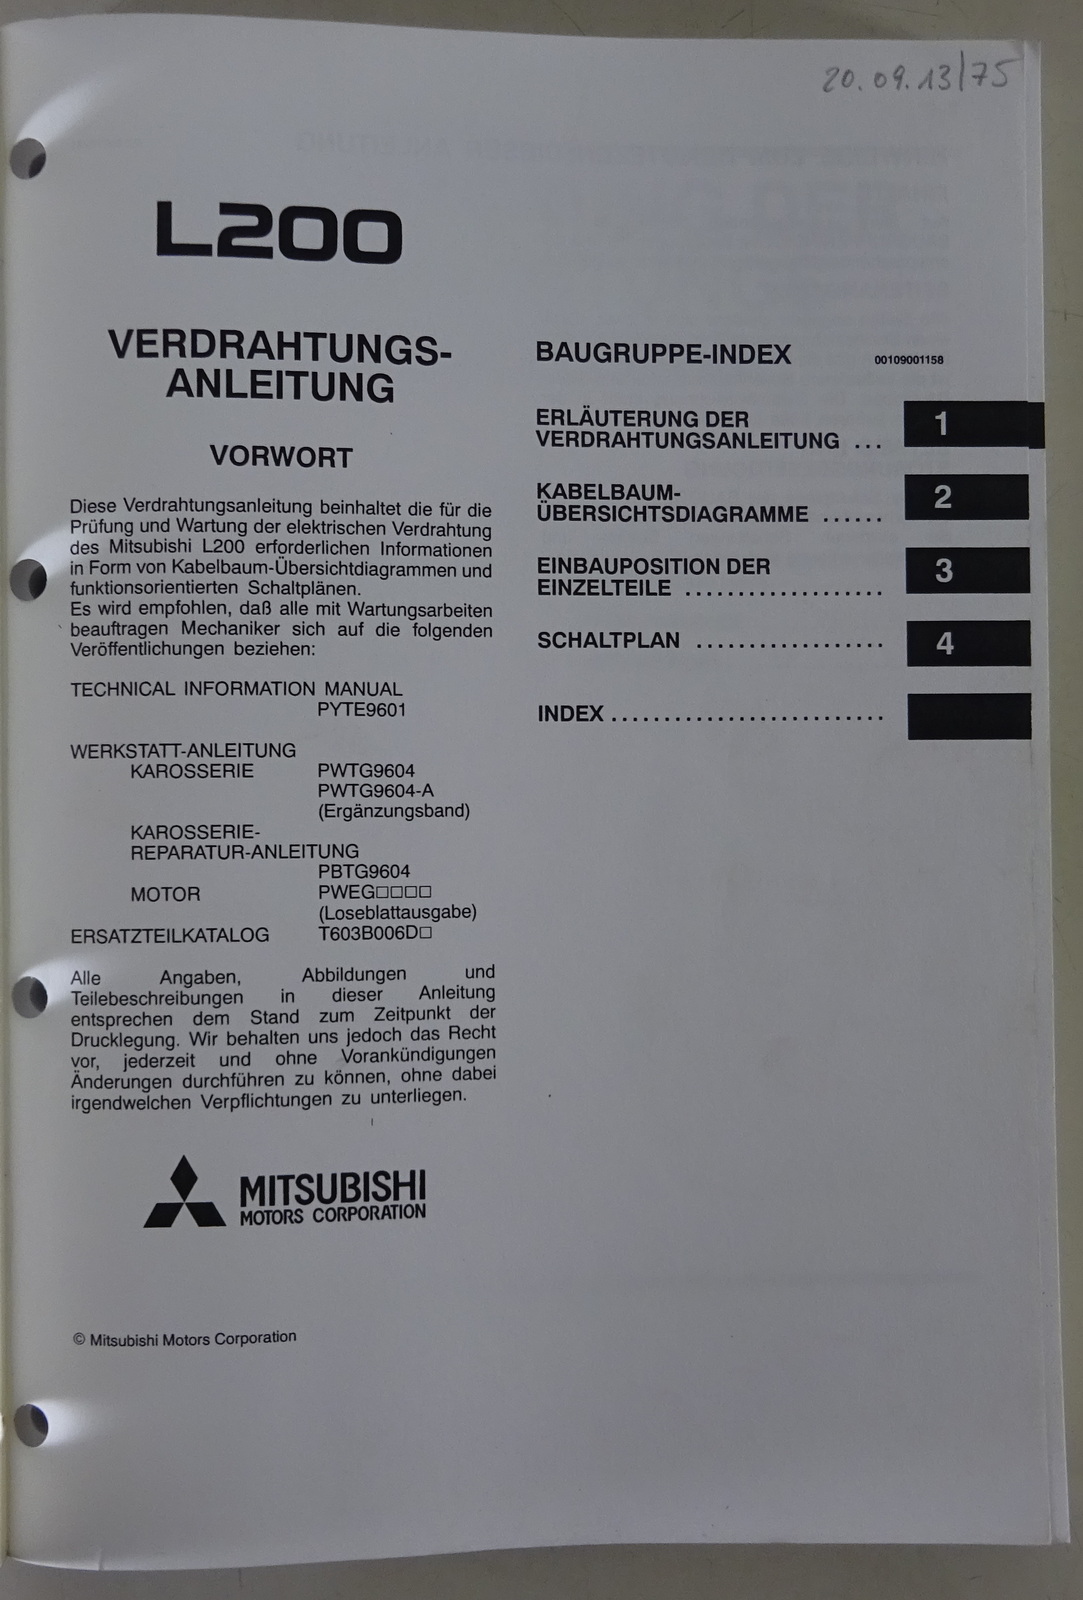 20.09.13/75
L200
VERDRAHTUNGS-
ANLEITUNG
VORWORT
Diese Verdrahtungsanleitung beinhaltet die für die
Prüfung und Wartung der elektrischen Verdrahtung
des Mitsubishi L200 erforderlichen Informationen
in Form von Kabelbaum-Übersichtdiagrammen und
funktionsorientierten Schaltplänen.
Es wird empfohlen, daß alle mit Wartungsarbeiten
beauftragen Mechaniker sich auf die folgenden
Veröffentlichungen beziehen:
TECHNICAL INFORMATION MANUAL
PYTE9601
WERKSTATT-ANLEITUNG
KAROSSERIE PWTG9604
PWTG9604-A
(Ergänzungsband)
KAROSSERIE-
REPARATUR-ANLEITUNG
PBTG9604
MOTOR PWEG□□□□
(Loseblattausgabe)
ERSATZTEILKATALOG T603B006D□
Alle Angaben, Abbildungen und
Teilebeschreibungen in dieser Anleitung
entsprechen dem Stand zum Zeitpunkt der
Drucklegung. Wir behalten uns jedoch das Recht
vor, jederzeit und ohne Vorankündigungen
Änderungen durchführen zu können, ohne dabei
irgendwelchen Verpflichtungen zu unterliegen.
MITSUBISHI
MOTORS CORPORATION
© Mitsubishi Motors Corporation
BAUGRUPPE-INDEX 00109001158
ERLÄUTERUNG DER
VERDRAHTUNGSANLEITUNG ... 1
KABELBAUM-
ÜBERSICHTSDIAGRAMME ...... 2
EINBAUPOSITION DER
EINZELTEILE ................... 3
SCHALTPLAN .................. 4
INDEX ..........................